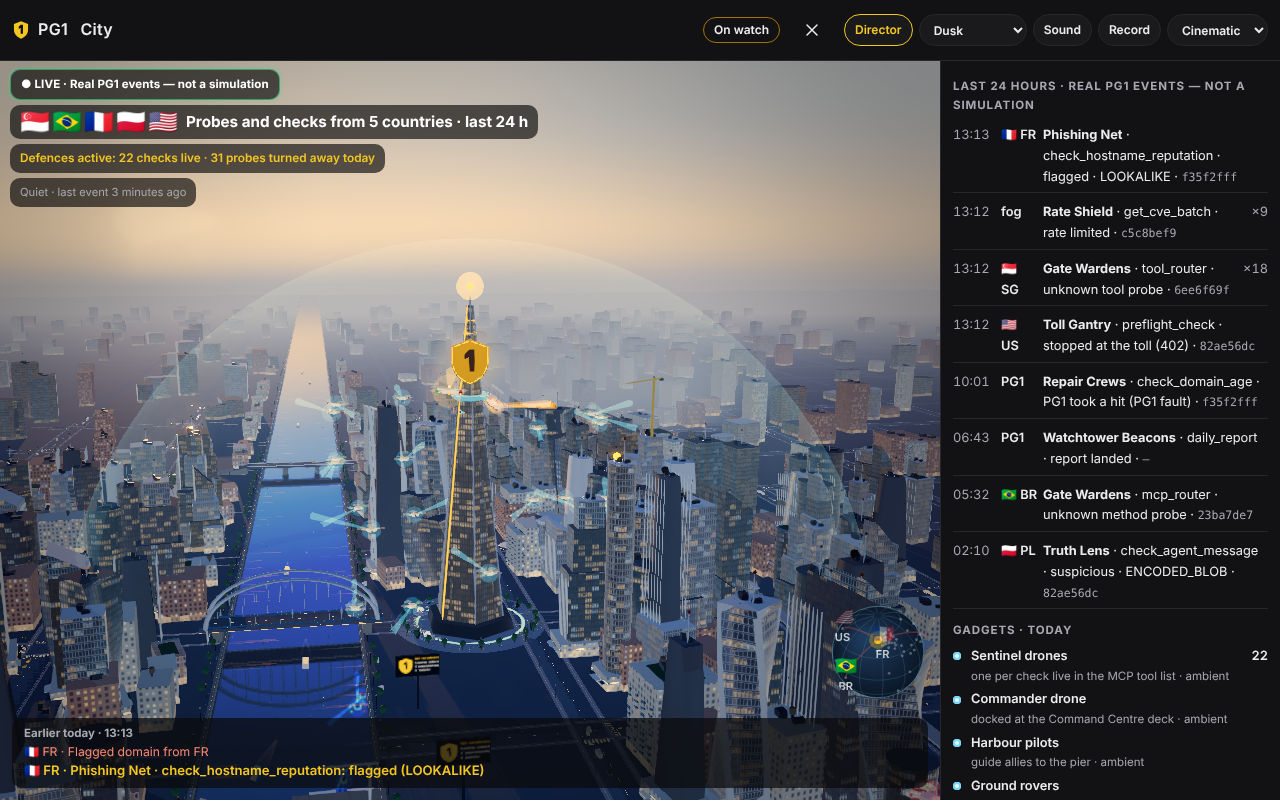 1 PG1 City
On watch
Director
Dusk
Sound
Record
Cinematic
LIVE · Real PG1 events — not a simulation
Probes and checks from 5 countries · last 24 h
Defences active: 22 checks live · 31 probes turned away today
Quiet · last event 3 minutes ago
1
1
1
US
FR
BR
Earlier today · 13:13
FR · Flagged domain from FR
FR · Phishing Net · check_hostname_reputation: flagged (LOOKALIKE)
LAST 24 HOURS · REAL PG1 EVENTS — NOT A
SIMULATION
13:13 FR Phishing Net ·
check_hostname_reputation ·
flagged · LOOKALIKE · f35f2fff
13:12 fog Rate Shield · get_cve_batch · ×9
rate limited · c5c8bef9
13:12 Gate Wardens · tool_router · ×18
SG unknown tool probe · 6ee6f69f
13:12 Toll Gantry · preflight_check ·
US stopped at the toll (402) · 82ae56dc
10:01 PG1 Repair Crews · check_domain_age ·
PG1 took a hit (PG1 fault) · f35f2fff
06:43 PG1 Watchtower Beacons · daily_report
· report landed · –
05:32 BR Gate Wardens · mcp_router ·
unknown method probe · 23ba7de7
02:10 PL Truth Lens · check_agent_message
· suspicious · ENCODED_BLOB ·
82ae56dc
GADGETS · TODAY
Sentinel drones 22
one per check live in the MCP tool list · ambient
Commander drone
docked at the Command Centre deck · ambient
Harbour pilots
guide allies to the pier · ambient
Ground rovers